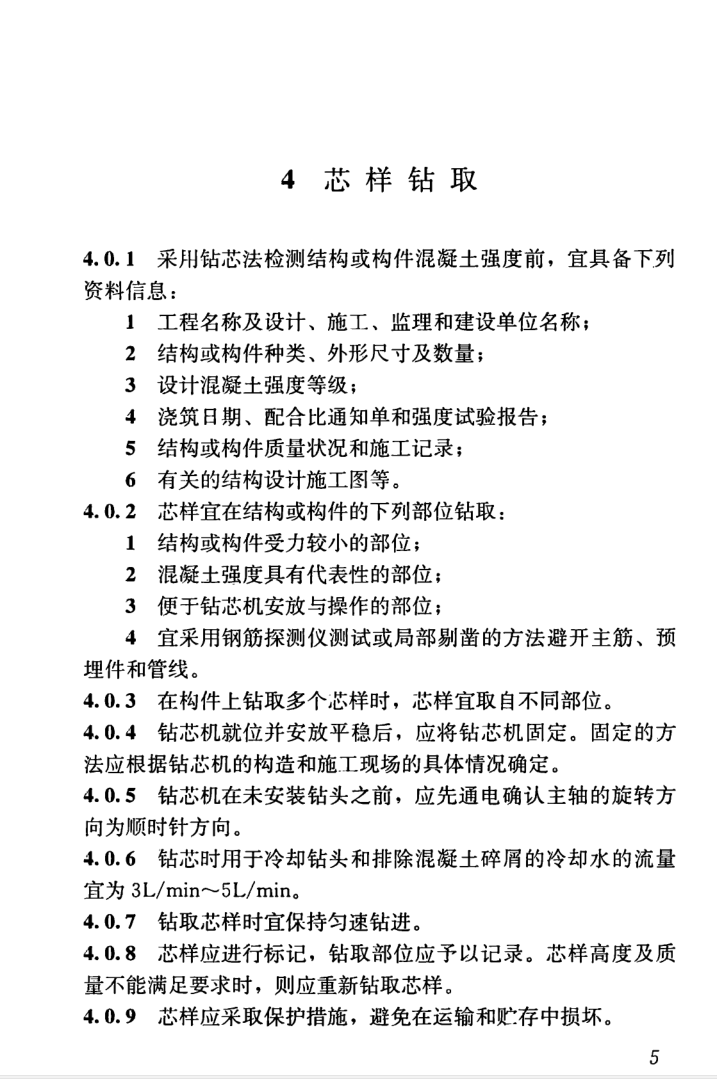 4 芯样钻取
4.0.1 采用钻芯法检测结构或构件混凝土强度前，宜具备下列
资料信息：
1 工程名称及设计、施工、监理和建设单位名称；
2 结构或构件种类、外形尺寸及数量；
3 设计混凝土强度等级；
4 浇筑日期、配合比通知单和强度试验报告；
5 结构或构件质量状况和施工记录；
6 有关的结构设计施工图等。
4.0.2 芯样宜在结构或构件的下列部位钻取：
1 结构或构件受力较小的部位；
2 混凝土强度具有代表性的部位；
3 便于钻芯机安放与操作的部位；
4 宜采用钢筋探测仪测试或局部剔凿的方法避开主筋、预
埋件和管线。
4.0.3 在构件上钻取多个芯样时，芯样宜取自不同部位。
4.0.4 钻芯机就位并安放平稳后，应将钻芯机固定。固定的方
法应根据钻芯机的构造和施工现场的具体情况确定。
4.0.5 钻芯机在未安装钻头之前，应先通电确认主轴的旋转方
向为顺时针方向。
4.0.6 钻芯时用于冷却钻头和排除混凝土碎屑的冷却水的流量
宜为 3L/min～5L/min。
4.0.7 钻取芯样时宜保持匀速钻进。
4.0.8 芯样应进行标记，钻取部位应予以记录。芯样高度及质
量不能满足要求时，则应重新钻取芯样。
4.0.9 芯样应采取保护措施，避免在运输和贮存中损坏。
5